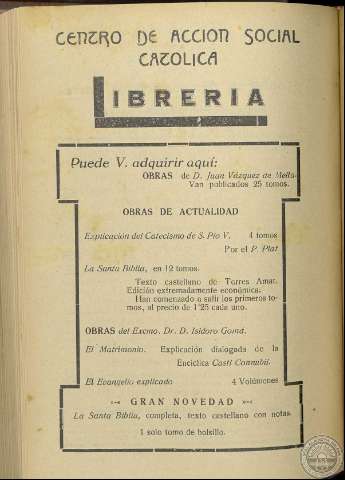 CENTRO DE ACCION SOCIAL
CATOLICA
LIBRERIA
Puede V. adquirir aquí:
OBRAS de D. Juan Vázquez de Mella.
Van publicados 25 tomos.
OBRAS DE ACTUALIDAD
Explicación del Catecismo de S. Pío V. 4 tomos
Por el P. Plat
La Santa Biblia, en 12 tomos.
Texto castellano de Torres Amat.
Edición extremadamente económica.
Han comenzado a salir los primeros to-
mos, al precio de 1'25 cada uno.
OBRAS del Excmo. Dr. D. Isidoro Gomá.
El Matrimonio. Explicación dialogada de la
Encíclica Casti Connubii.
El Evangelio explicado 4 Volúmenes
GRAN NOVEDAD
La Santa Biblia, completa, texto castellano con notas.
1 solo tomo de bolsillo.